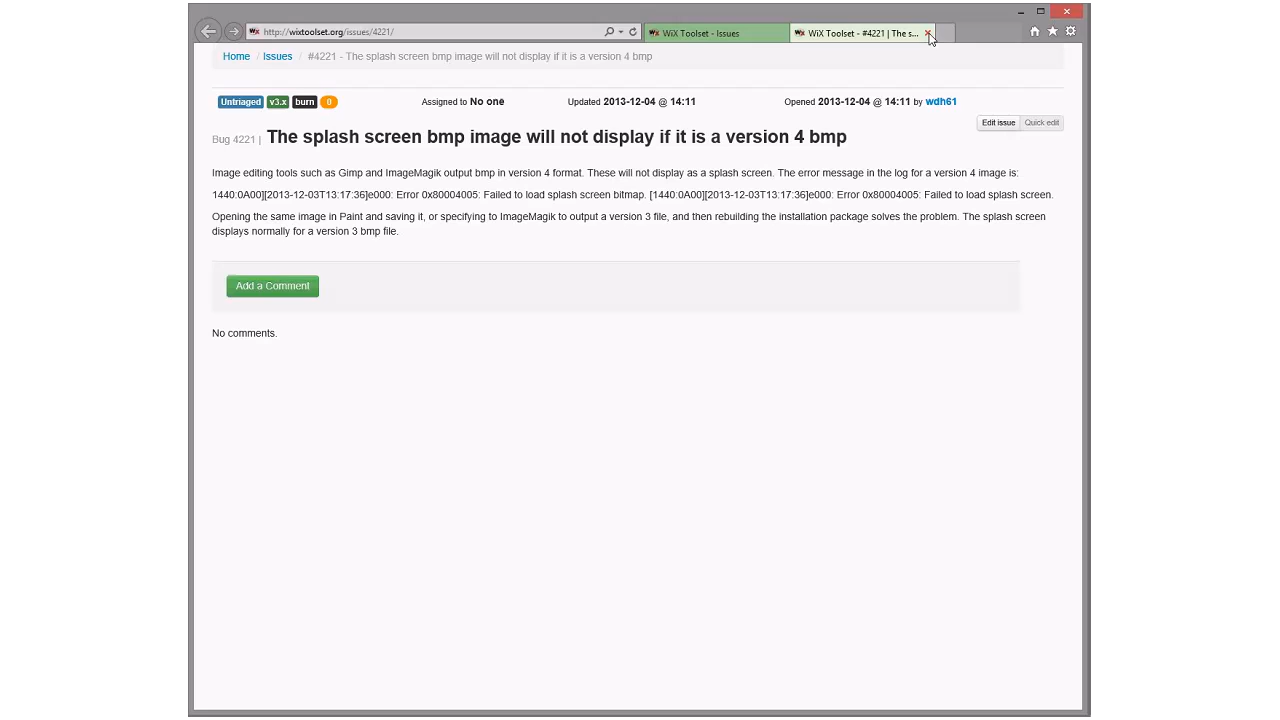 http://wixtoolset.org/issues/4221/
WiX Toolset - Issues
WiX Toolset - #4221 | The s...
Home / Issues / #4221 - The splash screen bmp image will not display if it is a version 4 bmp
Untriaged v3.x burn 0 Assigned to No one Updated 2013-12-04 @ 14:11 Opened 2013-12-04 @ 14:11 by wdh61
Edit issue Quick edit
Bug 4221 | The splash screen bmp image will not display if it is a version 4 bmp
Image editing tools such as Gimp and ImageMagik output bmp in version 4 format. These will not display as a splash screen. The error message in the log for a version 4 image is:
1440:0A00][2013-12-03T13:17:36]e000: Error 0x80004005: Failed to load splash screen bitmap. [1440:0A00][2013-12-03T13:17:36]e000: Error 0x80004005: Failed to load splash screen.
Opening the same image in Paint and saving it, or specifying to ImageMagik to output a version 3 file, and then rebuilding the installation package solves the problem. The splash screen
displays normally for a version 3 bmp file.
Add a Comment
No comments.